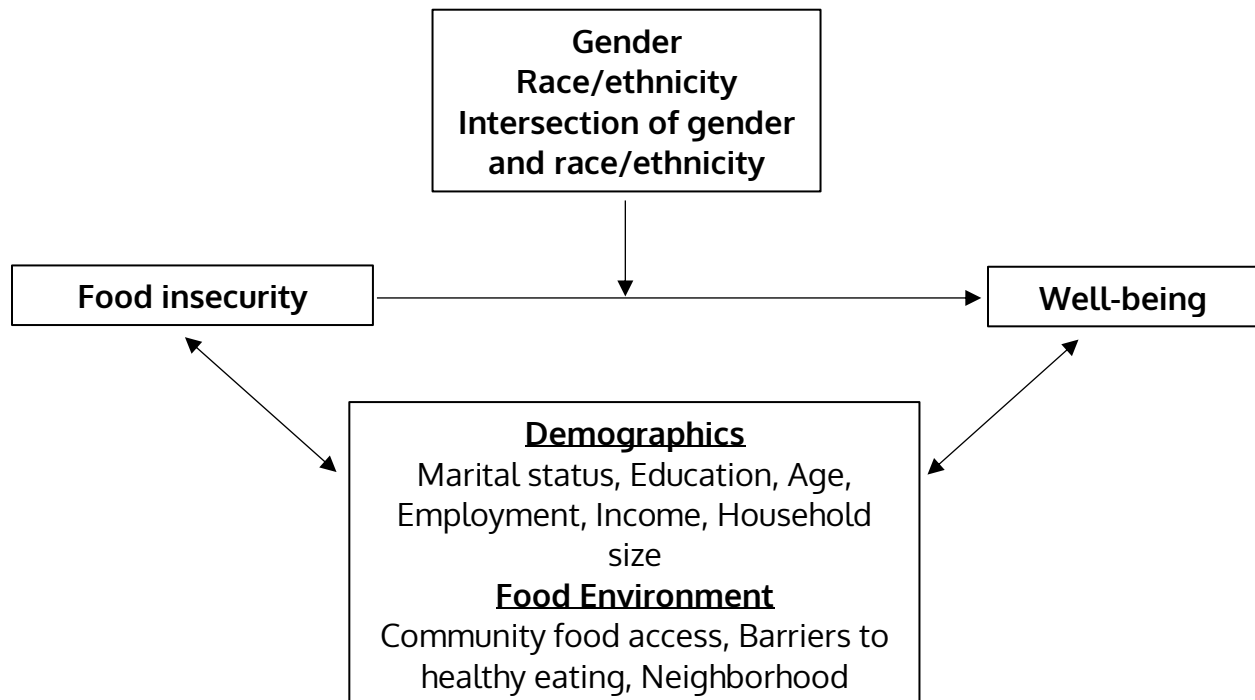 Gender
Race/ethnicity
Intersection of gender
and race/ethnicity
Food insecurity
Well-being
Demographics
Marital status, Education, Age,
Employment, Income, Household
size
Food Environment
Community food access, Barriers to
healthy eating, Neighborhood